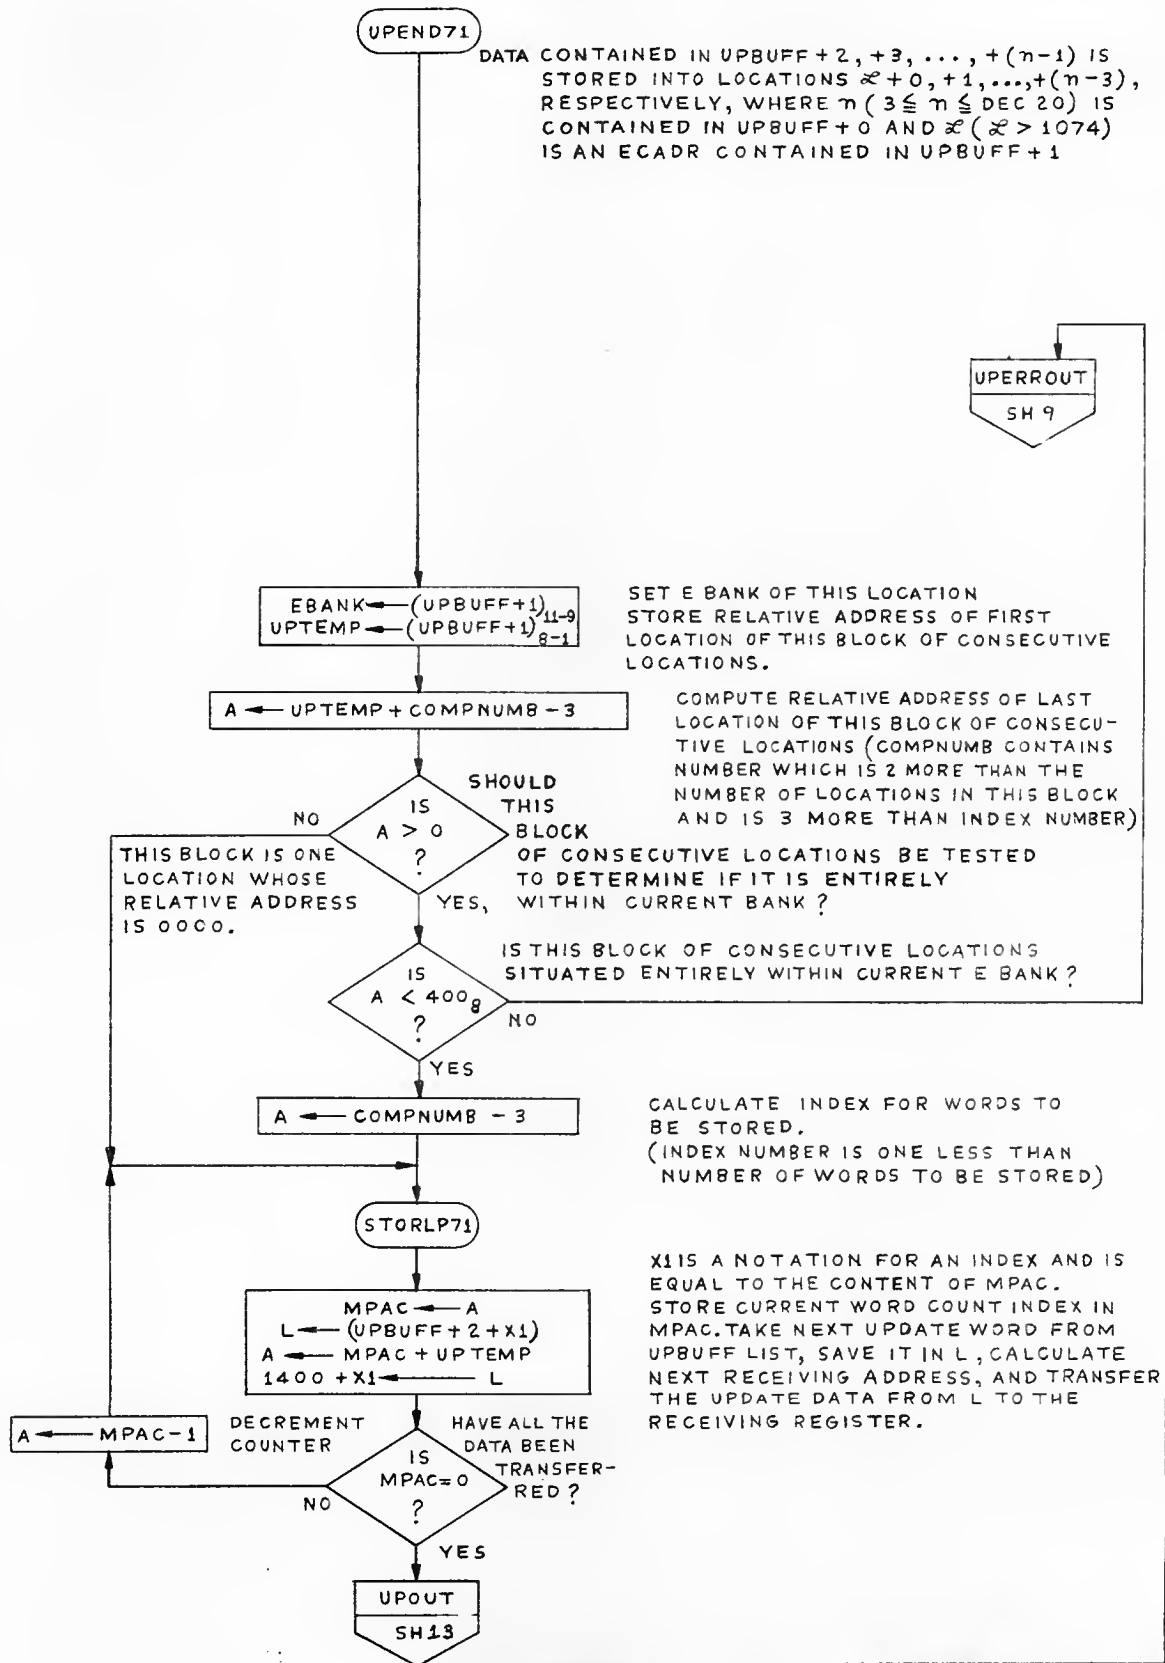 UPEND71
DATA CONTAINED IN UPBUFF+2, +3, ..., +(n-1) IS
STORED INTO LOCATIONS ℒ+0, +1, ..., +(n-3),
RESPECTIVELY, WHERE n (3 ≦ n ≦ DEC 20) IS
CONTAINED IN UPBUFF+0 AND ℒ (ℒ > 1074)
IS AN ECADR CONTAINED IN UPBUFF+1
UPERROUT
SH 9
EBANK ← (UPBUFF+1)11-9
UPTEMP ← (UPBUFF+1)8-1
SET E BANK OF THIS LOCATION
STORE RELATIVE ADDRESS OF FIRST
LOCATION OF THIS BLOCK OF CONSECUTIVE
LOCATIONS.
A ← UPTEMP + COMPNUMB - 3
COMPUTE RELATIVE ADDRESS OF LAST
LOCATION OF THIS BLOCK OF CONSECU-
TIVE LOCATIONS (COMPNUMB CONTAINS
NUMBER WHICH IS 2 MORE THAN THE
NUMBER OF LOCATIONS IN THIS BLOCK
AND IS 3 MORE THAN INDEX NUMBER)
IS
A > 0
?
NO
YES,
SHOULD
THIS
BLOCK
OF CONSECUTIVE LOCATIONS BE TESTED
TO DETERMINE IF IT IS ENTIRELY
WITHIN CURRENT BANK ?
THIS BLOCK IS ONE
LOCATION WHOSE
RELATIVE ADDRESS
IS 0000.
IS
A < 4008
?
NO
YES
IS THIS BLOCK OF CONSECUTIVE LOCATIONS
SITUATED ENTIRELY WITHIN CURRENT E BANK ?
A ← COMPNUMB - 3
CALCULATE INDEX FOR WORDS TO
BE STORED.
(INDEX NUMBER IS ONE LESS THAN
NUMBER OF WORDS TO BE STORED)
STORLP71
MPAC ← A
L ← (UPBUFF+2+X1)
A ← MPAC + UPTEMP
1400 + X1 ← L
X1 IS A NOTATION FOR AN INDEX AND IS
EQUAL TO THE CONTENT OF MPAC.
STORE CURRENT WORD COUNT INDEX IN
MPAC. TAKE NEXT UPDATE WORD FROM
UPBUFF LIST, SAVE IT IN L, CALCULATE
NEXT RECEIVING ADDRESS, AND TRANSFER
THE UPDATE DATA FROM L TO THE
RECEIVING REGISTER.
A ← MPAC-1
DECREMENT
COUNTER
IS
MPAC=0
?
NO
YES
HAVE ALL THE
DATA BEEN
TRANSFER-
RED ?
UPOUT
SH13